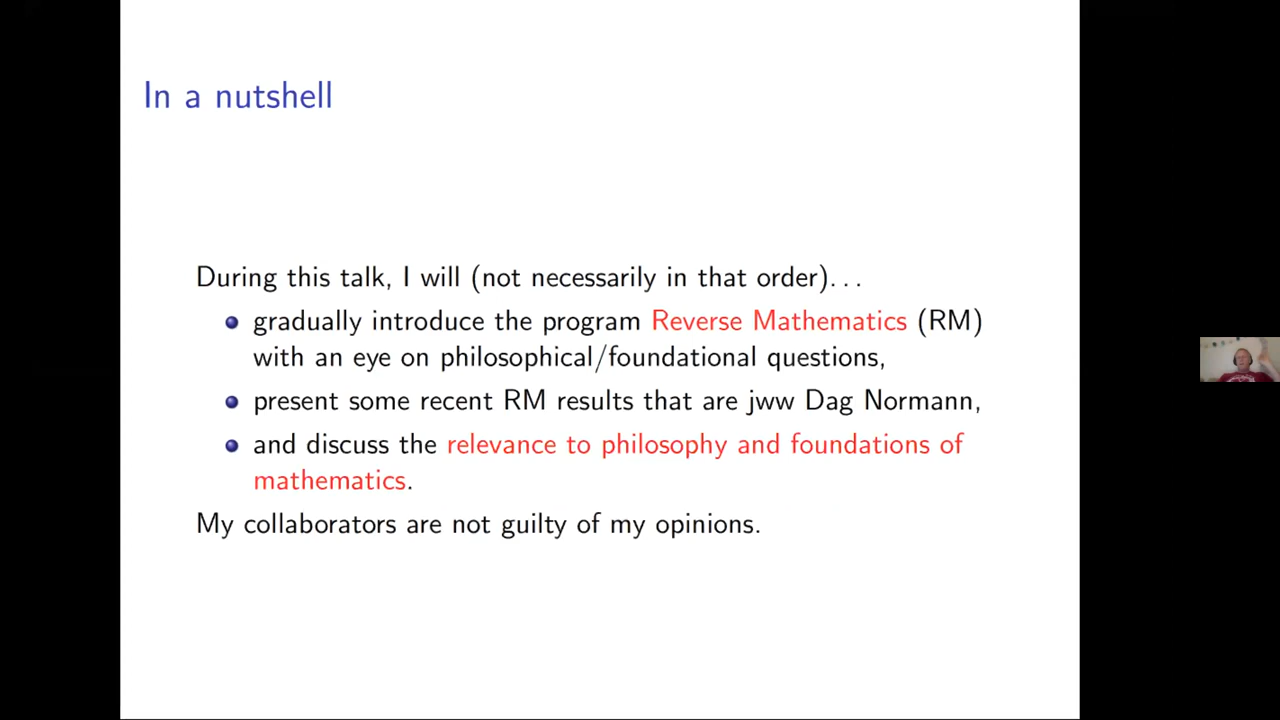 In a nutshell
During this talk, I will (not necessarily in that order)...
gradually introduce the program Reverse Mathematics (RM)
with an eye on philosophical/foundational questions,
present some recent RM results that are jww Dag Normann,
and discuss the relevance to philosophy and foundations of
mathematics.
My collaborators are not guilty of my opinions.